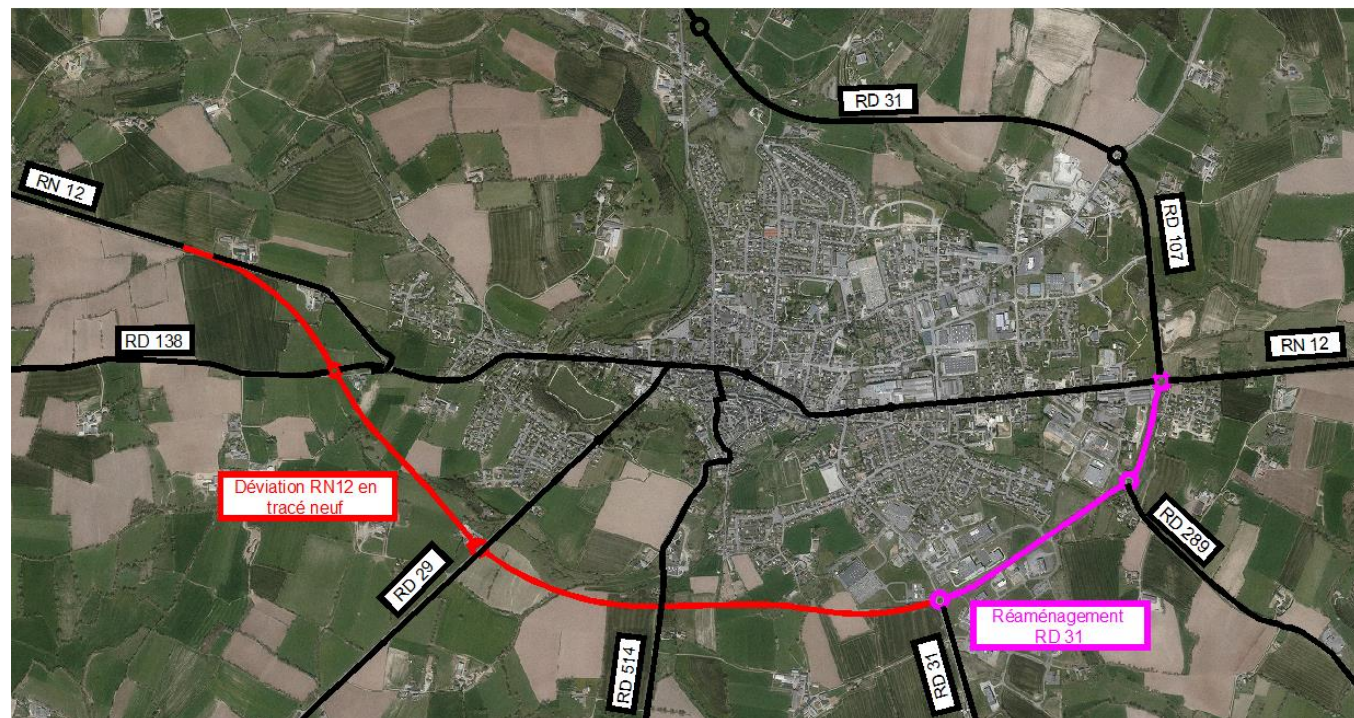 RD 31
RN 12
RD 107
RD 138
RN 12
Déviation RN12 en
tracé neuf
RD 29
RD 289
Réaménagement
RD 31
RD 514
RD 31